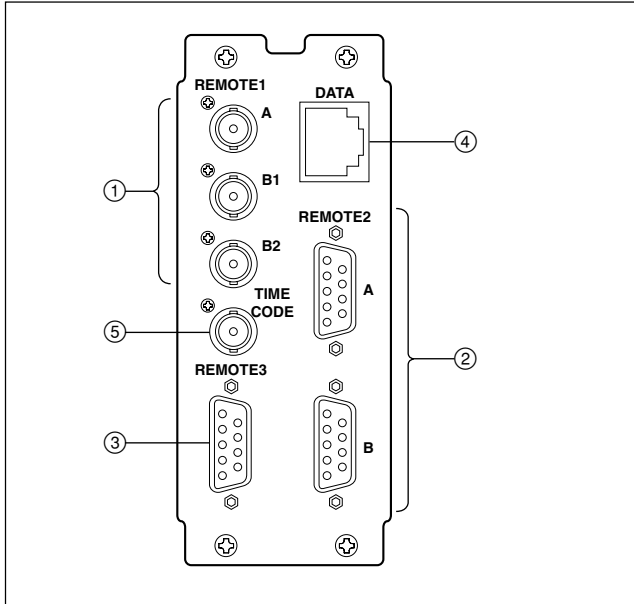 REMOTE1
DATA
A
④
①
B1
REMOTE2
B2
A
TIME
CODE
⑤
②
REMOTE3
③
B